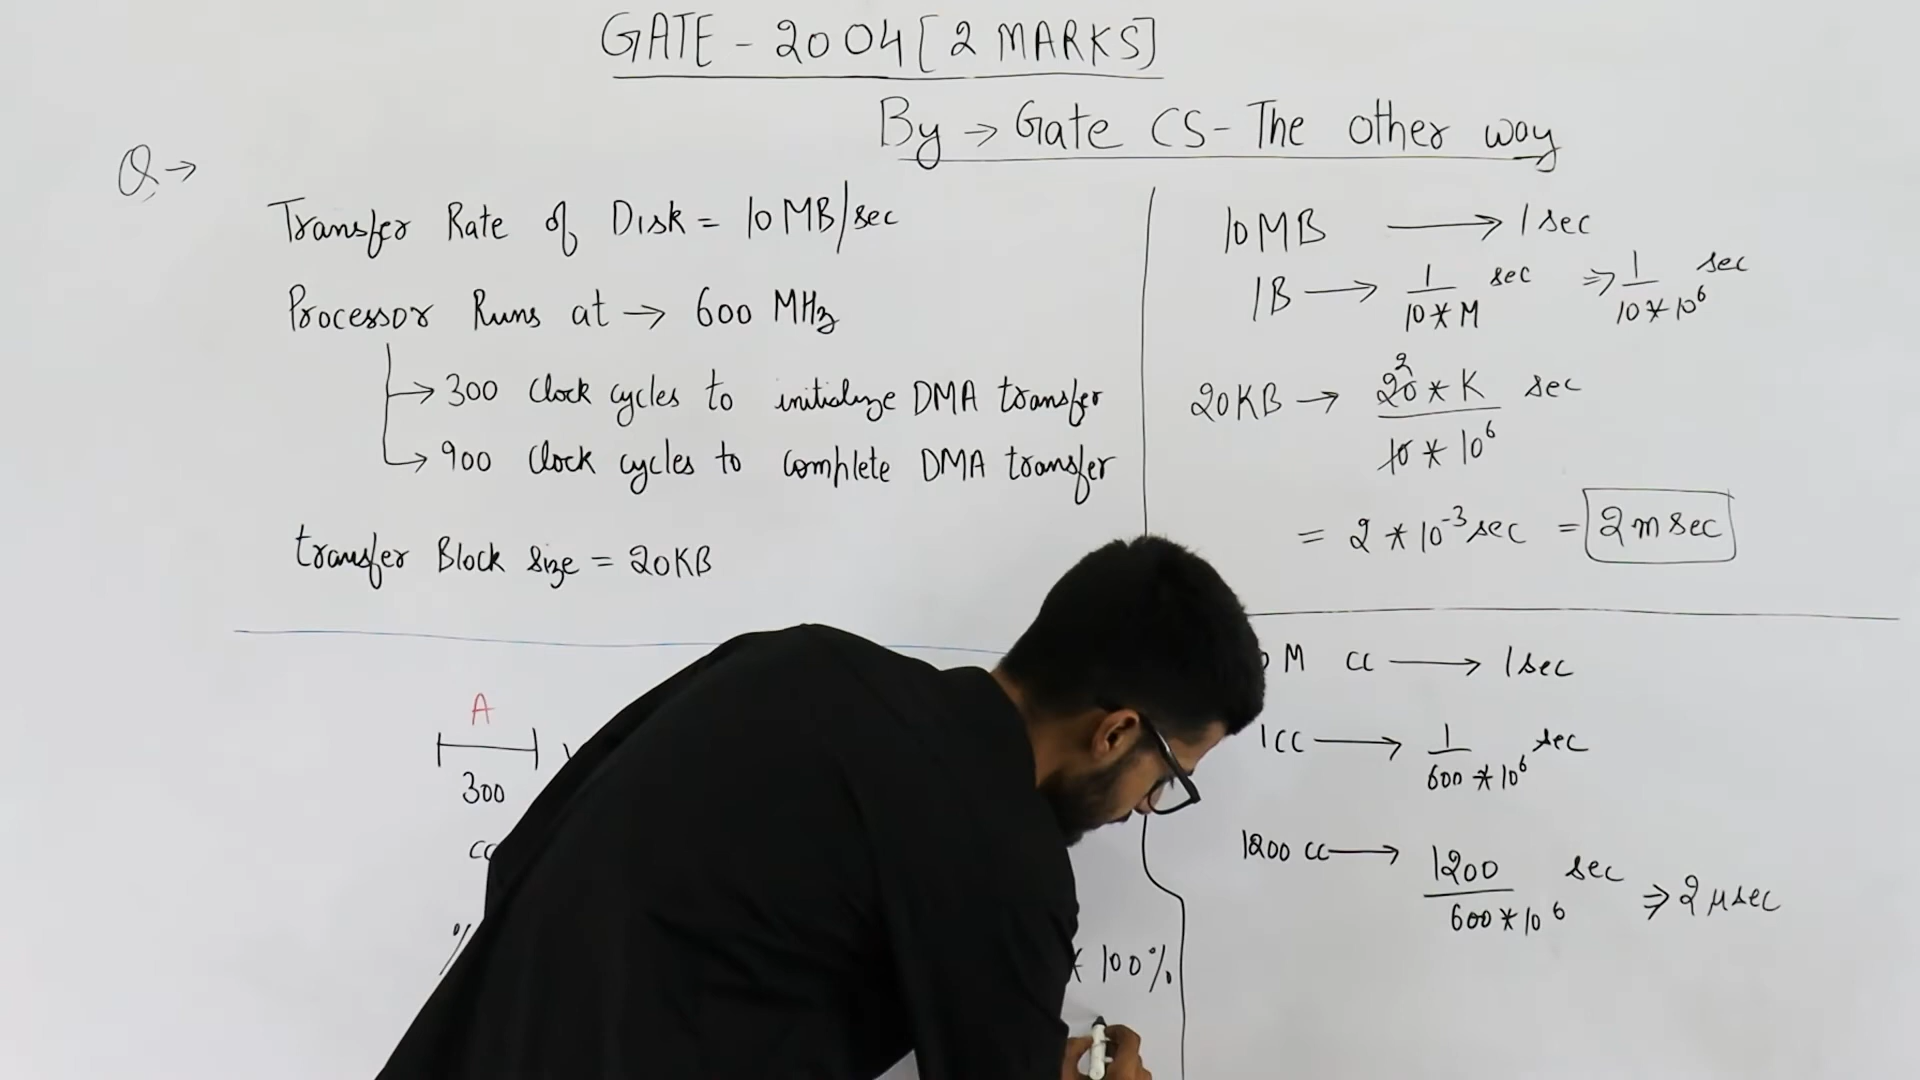 GATE - 2004 [2 MARKS]
By → Gate CS - The other way
Q →
Transfer Rate of Disk = 10 MB/sec
Processor Runs at → 600 MHz
→ 300 Clock cycles to initialize DMA transfer
→ 900 Clock cycles to complete DMA transfer
transfer Block size = 20KB
10MB → 1 sec
1B → 1/10*M sec ⇒ 1/10*10⁶ sec
20KB → 20*K/10*10⁶ sec
2
= 2 * 10⁻³ sec = 2 m sec
A
300
CC
%
* 100%
M CC → 1 sec
1 CC → 1/600*10⁶ sec
1200 CC → 1200/600*10⁶ sec ⇒ 2 μsec